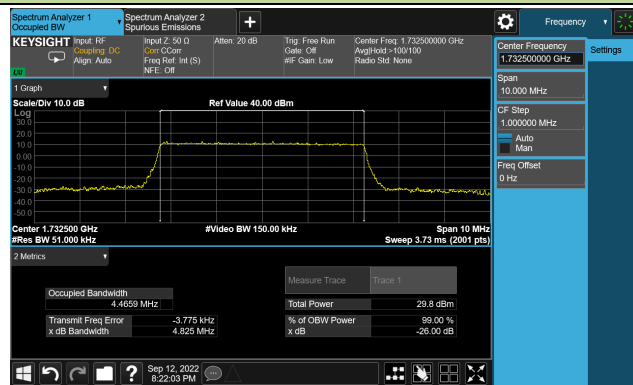 Spectrum Analyzer 1
Occupied BW
Spectrum Analyzer 2
Spurious Emissions
+
Frequency
KEYSIGHT
Input: RF
Coupling: DC
Align: Auto
Input Z: 50 Ω
Corr CCorr
Freq Ref: Int (S)
NFE: Off
Atten: 20 dB
Trig: Free Run
Gate: Off
#IF Gain: Low
Center Freq: 1.732500000 GHz
Avg|Hold:>100/100
Radio Std: None
LXI
Center Frequency
1.732500000 GHz
Settings
Span
10.000 MHz
CF Step
1.000000 MHz
Auto
Man
Freq Offset
0 Hz
1 Graph
Scale/Div 10.0 dB
Ref Value 40.00 dBm
Log
30.0
20.0
10.0
0.00
-10.0
-20.0
-30.0
-40.0
-50.0
Center 1.732500 GHz
#Video BW 150.00 kHz
Span 10 MHz
#Res BW 51.000 kHz
Sweep 3.73 ms (2001 pts)
2 Metrics
Measure Trace
Trace 1
Occupied Bandwidth
4.4659 MHz
Total Power
29.8 dBm
Transmit Freq Error
-3.775 kHz
% of OBW Power
99.00 %
x dB Bandwidth
4.825 MHz
x dB
-26.00 dB
?
Sep 12, 2022
8:22:03 PM